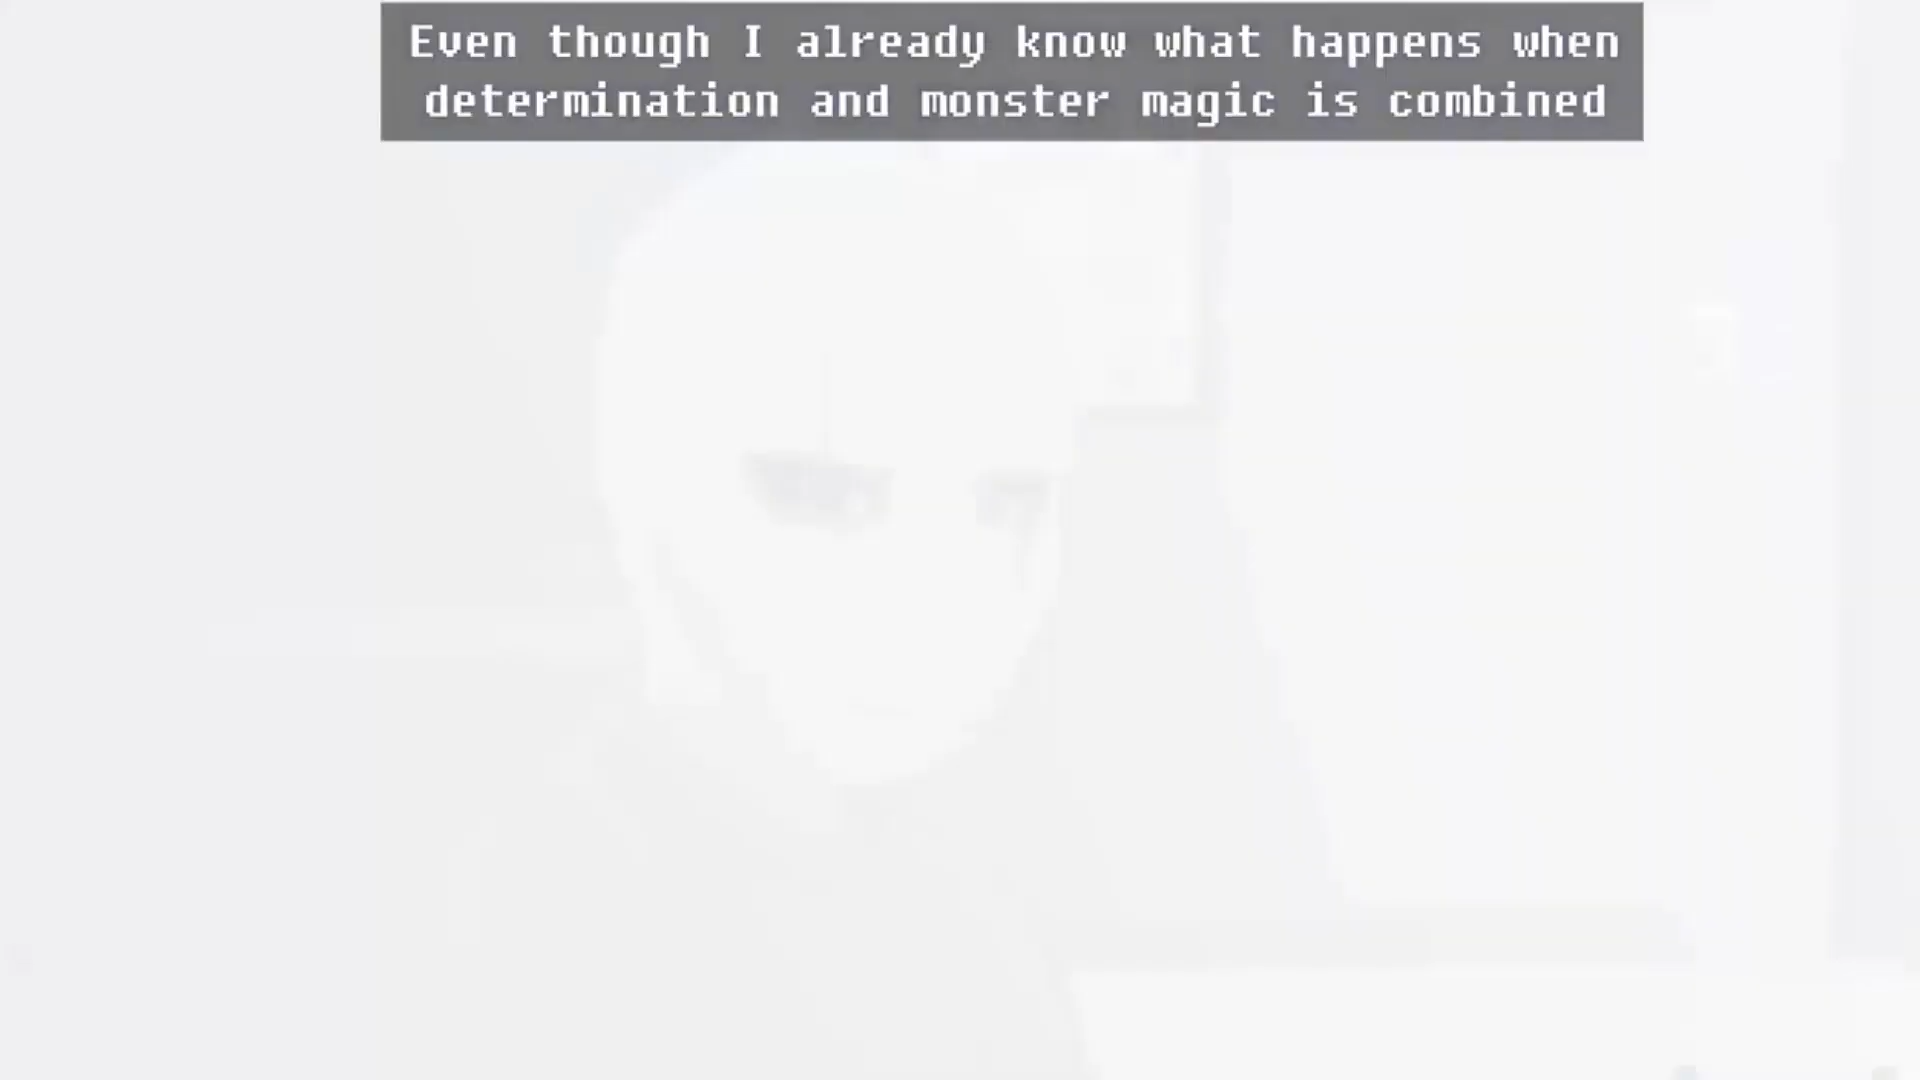 Even though I already know what happens when
determination and monster magic is combined